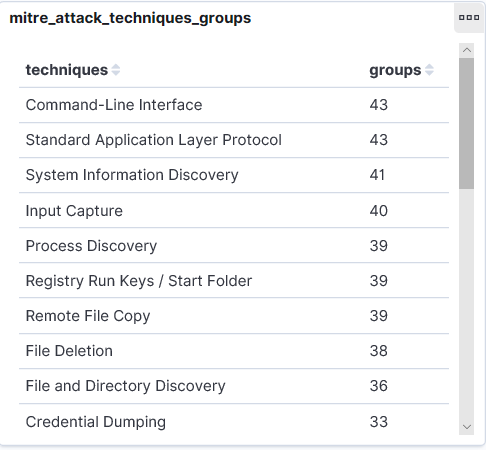 mitre_attack_techniques_groups
techniques groups
Command-Line Interface 43
Standard Application Layer Protocol 43
System Information Discovery 41
Input Capture 40
Process Discovery 39
Registry Run Keys / Start Folder 39
Remote File Copy 39
File Deletion 38
File and Directory Discovery 36
Credential Dumping 33